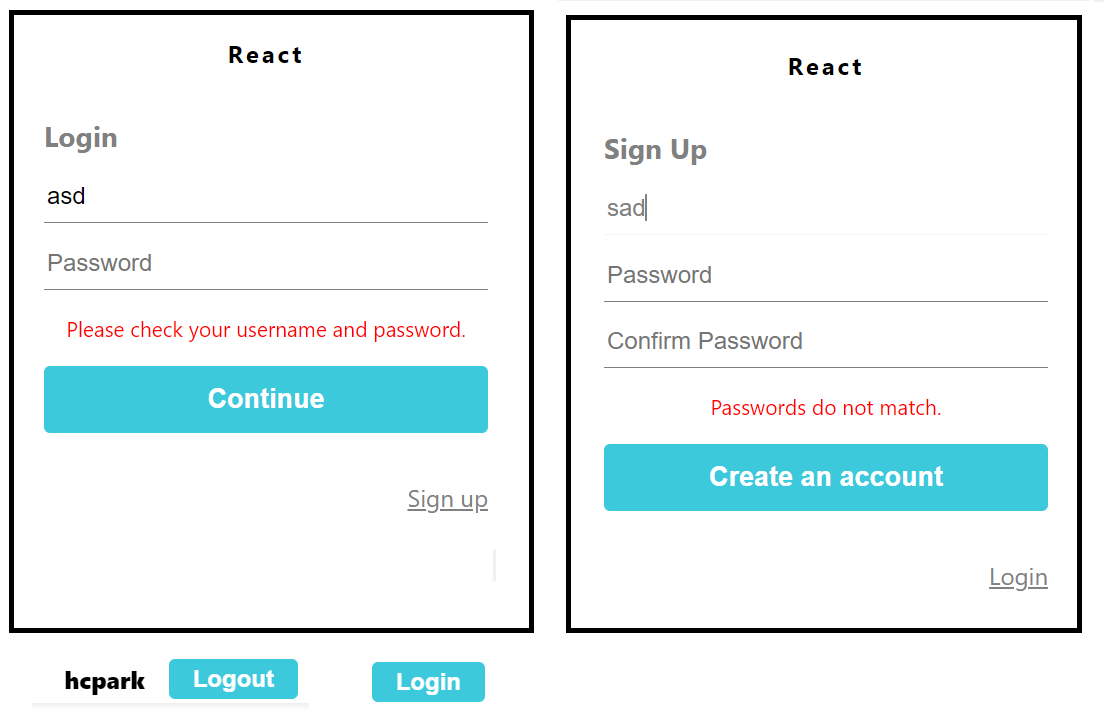 React
Login
asd
Password
Please check your username and password.
Continue
Sign up
React
Sign Up
sad
Password
Confirm Password
Passwords do not match.
Create an account
Login
hcpark Logout
Login